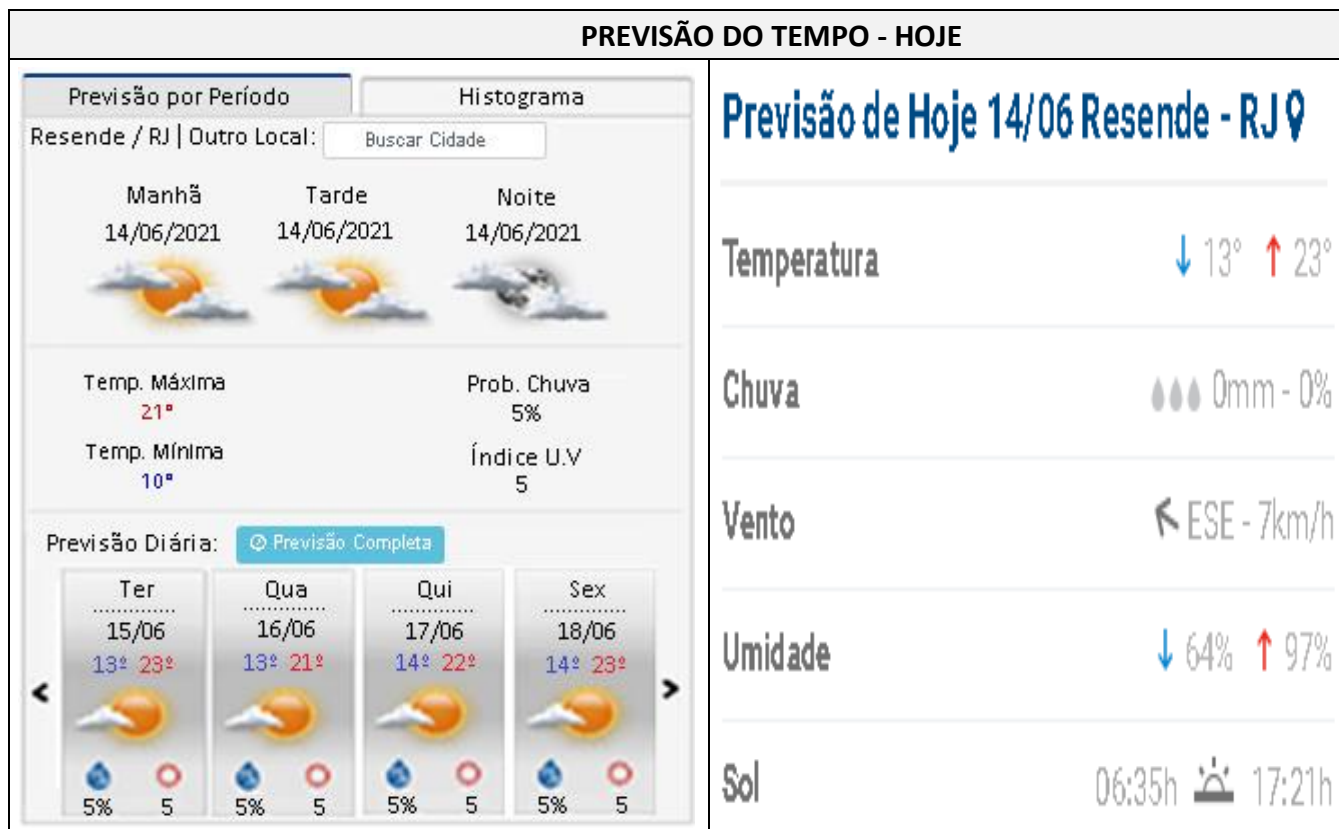 PREVISÃO DO TEMPO - HOJE
Previsão por Período Histograma
Resende / RJ | Outro Local: Buscar Cidade
Manhã Tarde Noite
14/06/2021 14/06/2021 14/06/2021
Temp. Máxima Prob. Chuva
21° 5%
Temp. Mínima Índice U.V
10° 5
Previsão Diária: Previsão Completa
Ter Qua Qui Sex
15/06 16/06 17/06 18/06
13º 23º 13º 21º 14º 22º 14º 23º
5% 5 5% 5 5% 5 5% 5
Previsão de Hoje 14/06 Resende - RJ
Temperatura ↓ 13° ↑ 23°
Chuva 0mm - 0%
Vento ESE - 7km/h
Umidade ↓ 64% ↑ 97%
Sol 06:35h 17:21h